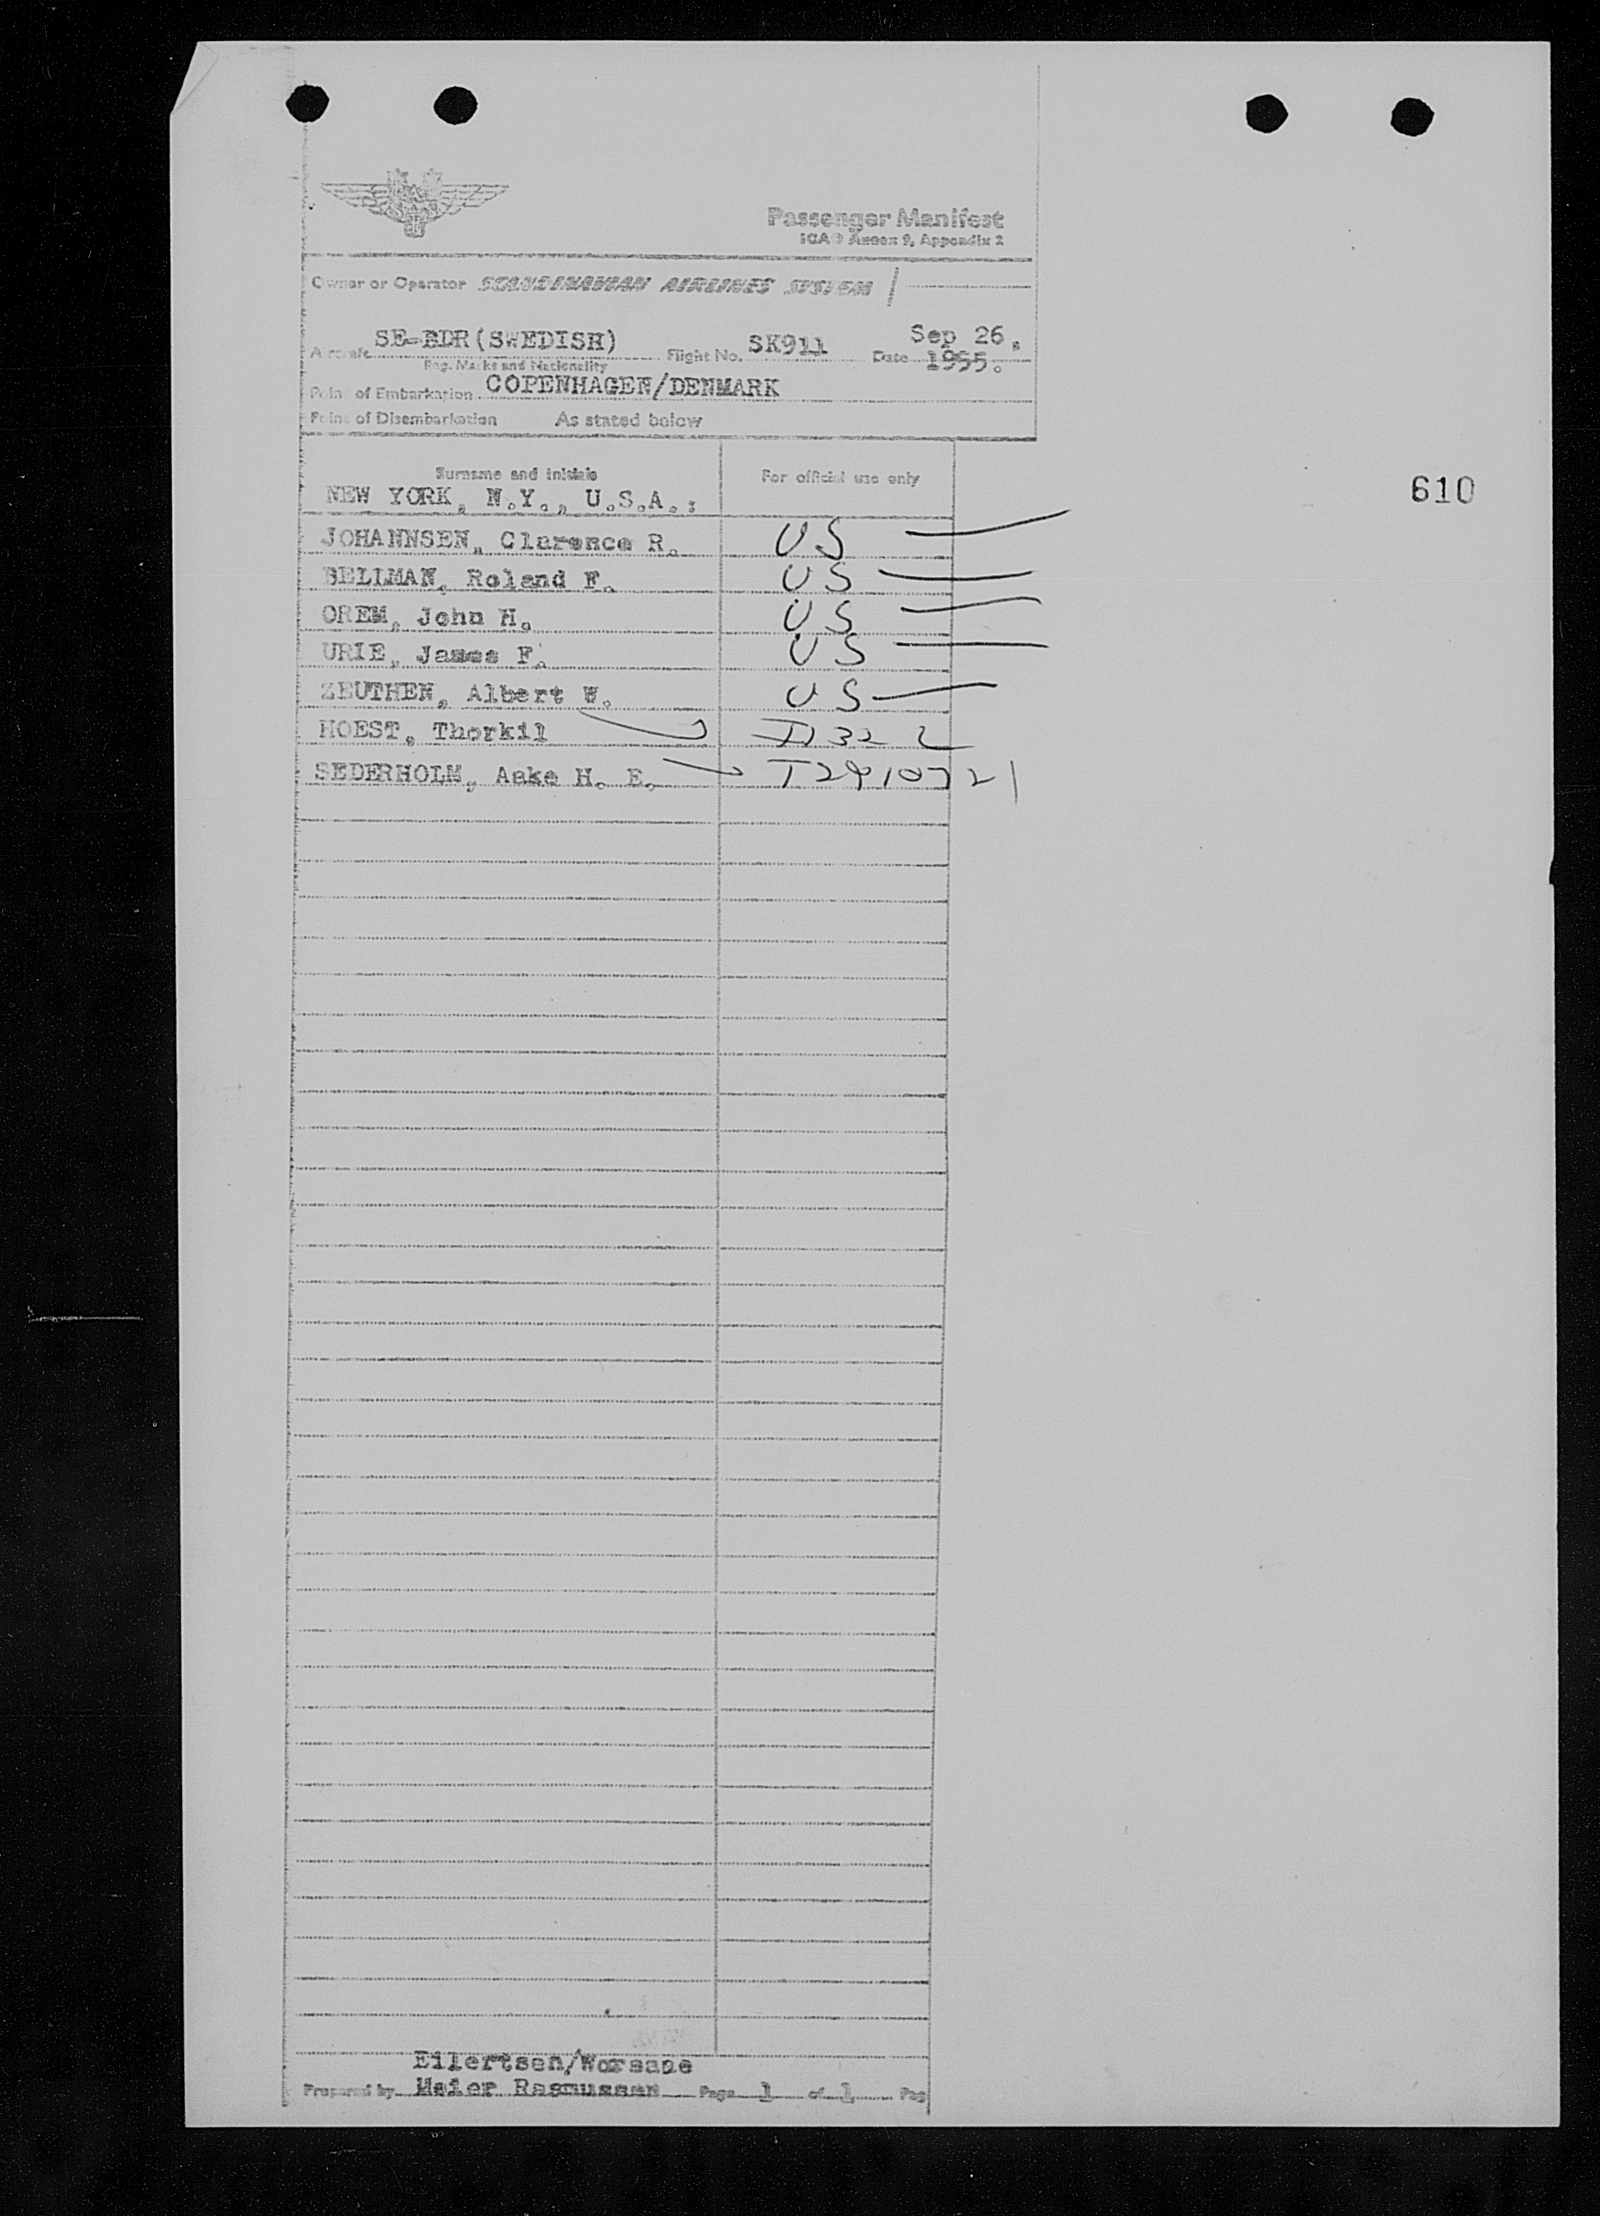 Passenger Manifest
ICAO Annex 9, Appendix 2
Owner or Operator SCANDINAVIAN AIRLINES SYSTEM
Aircraft SE-BDR (SWEDISH) Flight No. SK911 Date Sep 26, 1955.
Reg. Marks and Nationality
Point of Embarkation COPENHAGEN/DENMARK
Point of Disembarkation As stated below
Surname and initials For official use only
NEW YORK, N.Y., U.S.A.:
610
JOHANNSEN, Clarence R. US
BELLMAN, Roland F. US
OREM, John H. US
URIE, James F. US
ZEUTHEN, Albert W. US
HOEST, Thorkil
SEDERHOLM, Aake H. E.
Eilertsen/Worsaae
Prepared by Meier Rasmussen Page 1 of 1 Pag